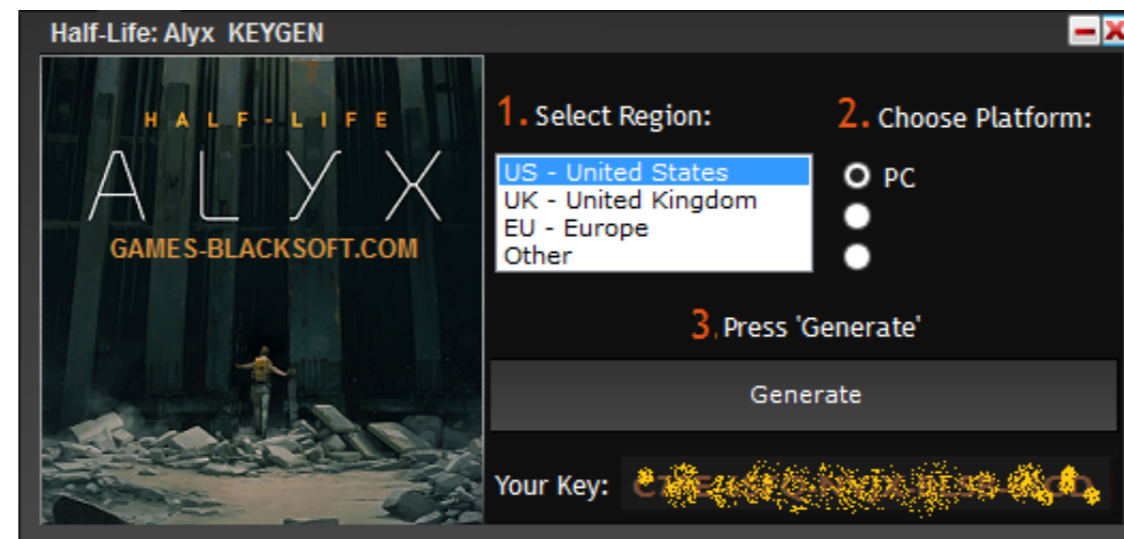 Half-Life: Alyx KEYGEN
HALF-LIFE
ALYX
GAMES-BLACKSOFT.COM
1. Select Region:
US - United States
UK - United Kingdom
EU - Europe
Other
2. Choose Platform:
PC
3. Press 'Generate'
Generate
Your Key: